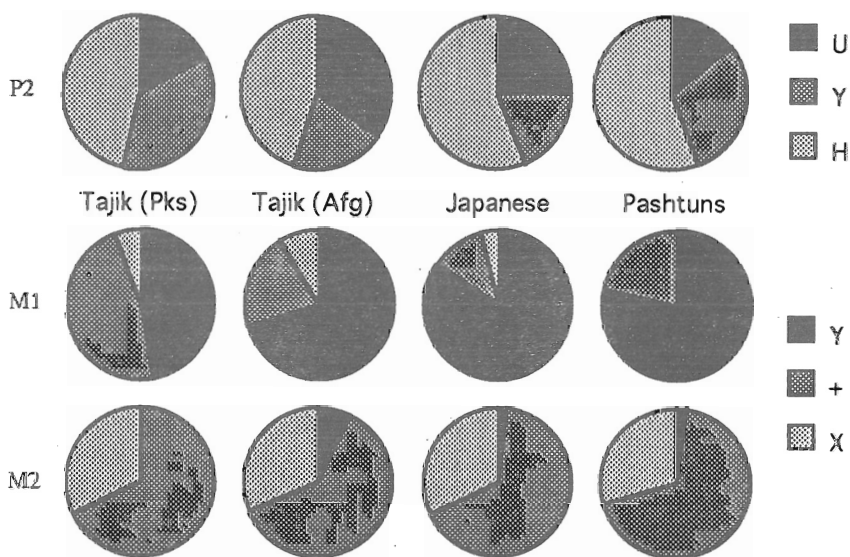 P2
U
Y
H
Tajik (Pks) Tajik (Afg) Japanese Pashtuns
M1
Y
+
X
M2